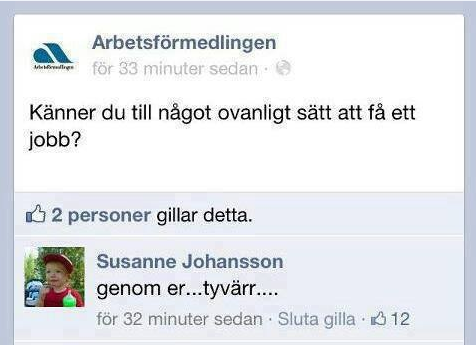 Arbetsförmedlingen
Arbetsförmedlingen
för 33 minuter sedan ·
Känner du till något ovanligt sätt att få ett
jobb?
2 personer gillar detta.
Susanne Johansson
genom er...tyvärr....
för 32 minuter sedan · Sluta gilla · 12